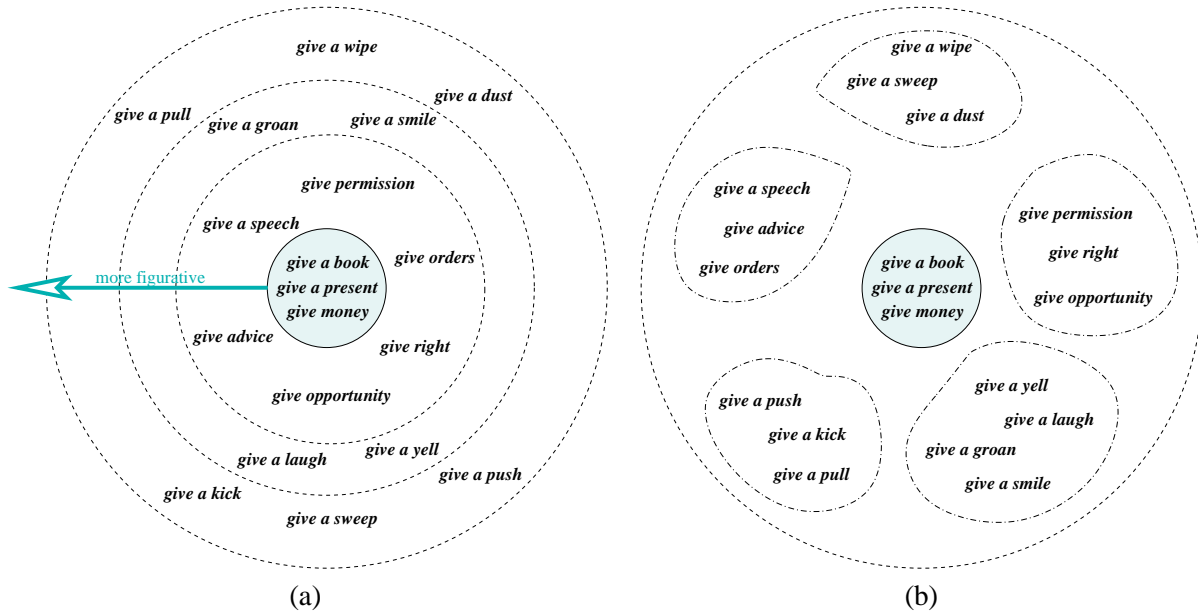 give a wipe
give a dust
give a pull
give a groan
give a smile
give permission
give a speech
give orders
give a book
more figurative
give a present
give money
give advice
give right
give opportunity
give a yell
give a laugh
give a push
give a kick
give a sweep
(a)
give a wipe
give a sweep
give a dust
give a speech
give advice
give orders
give permission
give right
give opportunity
give a book
give a present
give money
give a push
give a kick
give a pull
give a yell
give a laugh
give a groan
give a smile
(b)